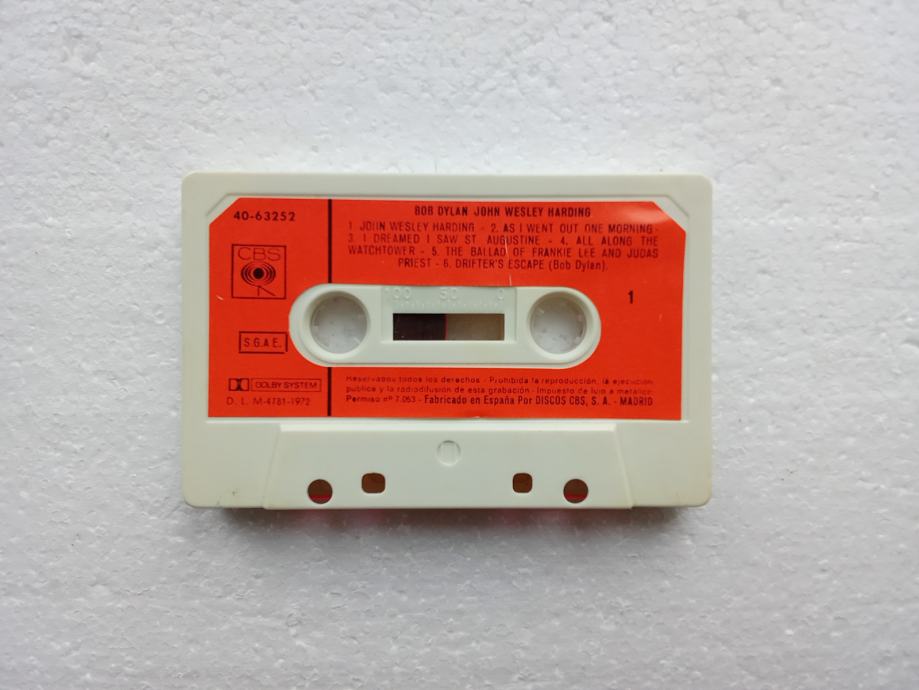 40-63252
CBS
S.G.A.E.
DOLBY SYSTEM
D. L. M-4781-1972
BOB DYLAN JOHN WESLEY HARDING
1. JOHN WESLEY HARDING - 2. AS I WENT OUT ONE MORNING -
3. I DREAMED I SAW ST. AUGUSTINE - 4. ALL ALONG THE
WATCHTOWER - 5. THE BALLAD OF FRANKIE LEE AND JUDAS
PRIEST - 6. DRIFTER'S ESCAPE (Bob Dylan).
100 50 0
1
Reservados todos los derechos - Prohibida la reproducción, la ejecución
publica y la radiodifusión de esta grabación - Impuesto de lujo a metálico:
Permiso nº 7.053 - Fabricado en España Por DISCOS CBS, S. A. - MADRID